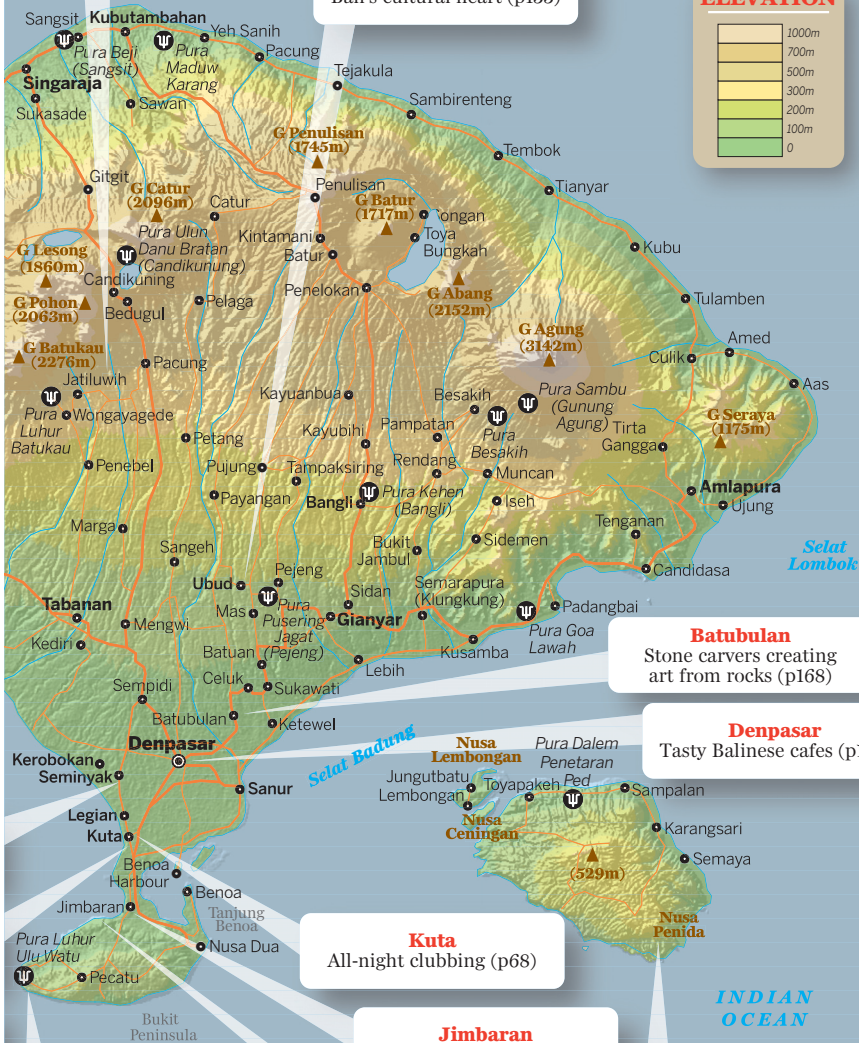 Bali's cultural heart (p133)
ELEVATION
1000m
700m
500m
300m
200m
100m
0
Sangsit
Kubutambahan
Pura Beji
(Sangsit)
Pura
Maduw
Karang
Yeh Sanih
Pacung
Singaraja
Sukasade
Sawan
Tejakula
Sambirenteng
G Penulisan
1745m
Tembok
Gitgit
G Catur
(2096m)
Catur
Penulisan
Tianyar
G Batur
(1717m)
Songan
Toya
Bungkah
Pura Ulun
Danu Bratan
(Candikunung)
Kintamani
Batur
Kubu
G Lesong
(1860m)
Candikuning
G Pohon
(2063m)
Bedugul
Pelaga
Penelokan
G Abang
(2152m)
Tulamben
G Agung
(3142m)
Amed
Culik
G Batukau
(2276m)
Pacung
Aas
Jatiluwih
Wongayagede
Pura
Luhur
Batukau
Kayuanbua
Besakih
Pura Sambu
(Gunung
Agung)
G Seraya
(1175m)
Petang
Kayubihi
Pampatan
Pura
Besakih
Tirta
Gangga
Penebel
Pujung
Tampaksiring
Rendang
Muncan
Payangan
Bangli
Pura Kehen
(Bangli)
Iseh
Amlapura
Ujung
Marga
Sangeh
Bukit
Jambul
Sidemen
Tenganan
Selat
Lombok
Ubud
Pejeng
Candidasa
Tabanan
Mas
Pura
Pusering
Jagat
(Pejeng)
Sidan
Gianyar
Semarapura
(Klungkung)
Padangbai
Pura Goa
Lawah
Mengwi
Kediri
Batuan
Lebih
Kusamba
Batubulan
Stone carvers creating
art from rocks (p168)
Sempidi
Celuk
Sukawati
Batubulan
Ketewel
Denpasar
Denpasar
Tasty Balinese cafes (p1
Selat Badung
Kerobokan
Seminyak
Sanur
Nusa
Lembongan
Pura Dalem
Penetaran
Ped
Jungutbatu
Lembongan
Toyapakeh
Sampalan
Nusa
Ceningan
Karangsari
Legian
Kuta
Semaya
(529m)
Benoa
Harbour
Benoa
Jimbaran
Tanjung
Benoa
Kuta
All-night clubbing (p68)
Nusa
Penida
Pura Luhur
Ulu Watu
Nusa Dua
Pecatu
INDIAN
OCEAN
Bukit
Peninsula
Jimbaran